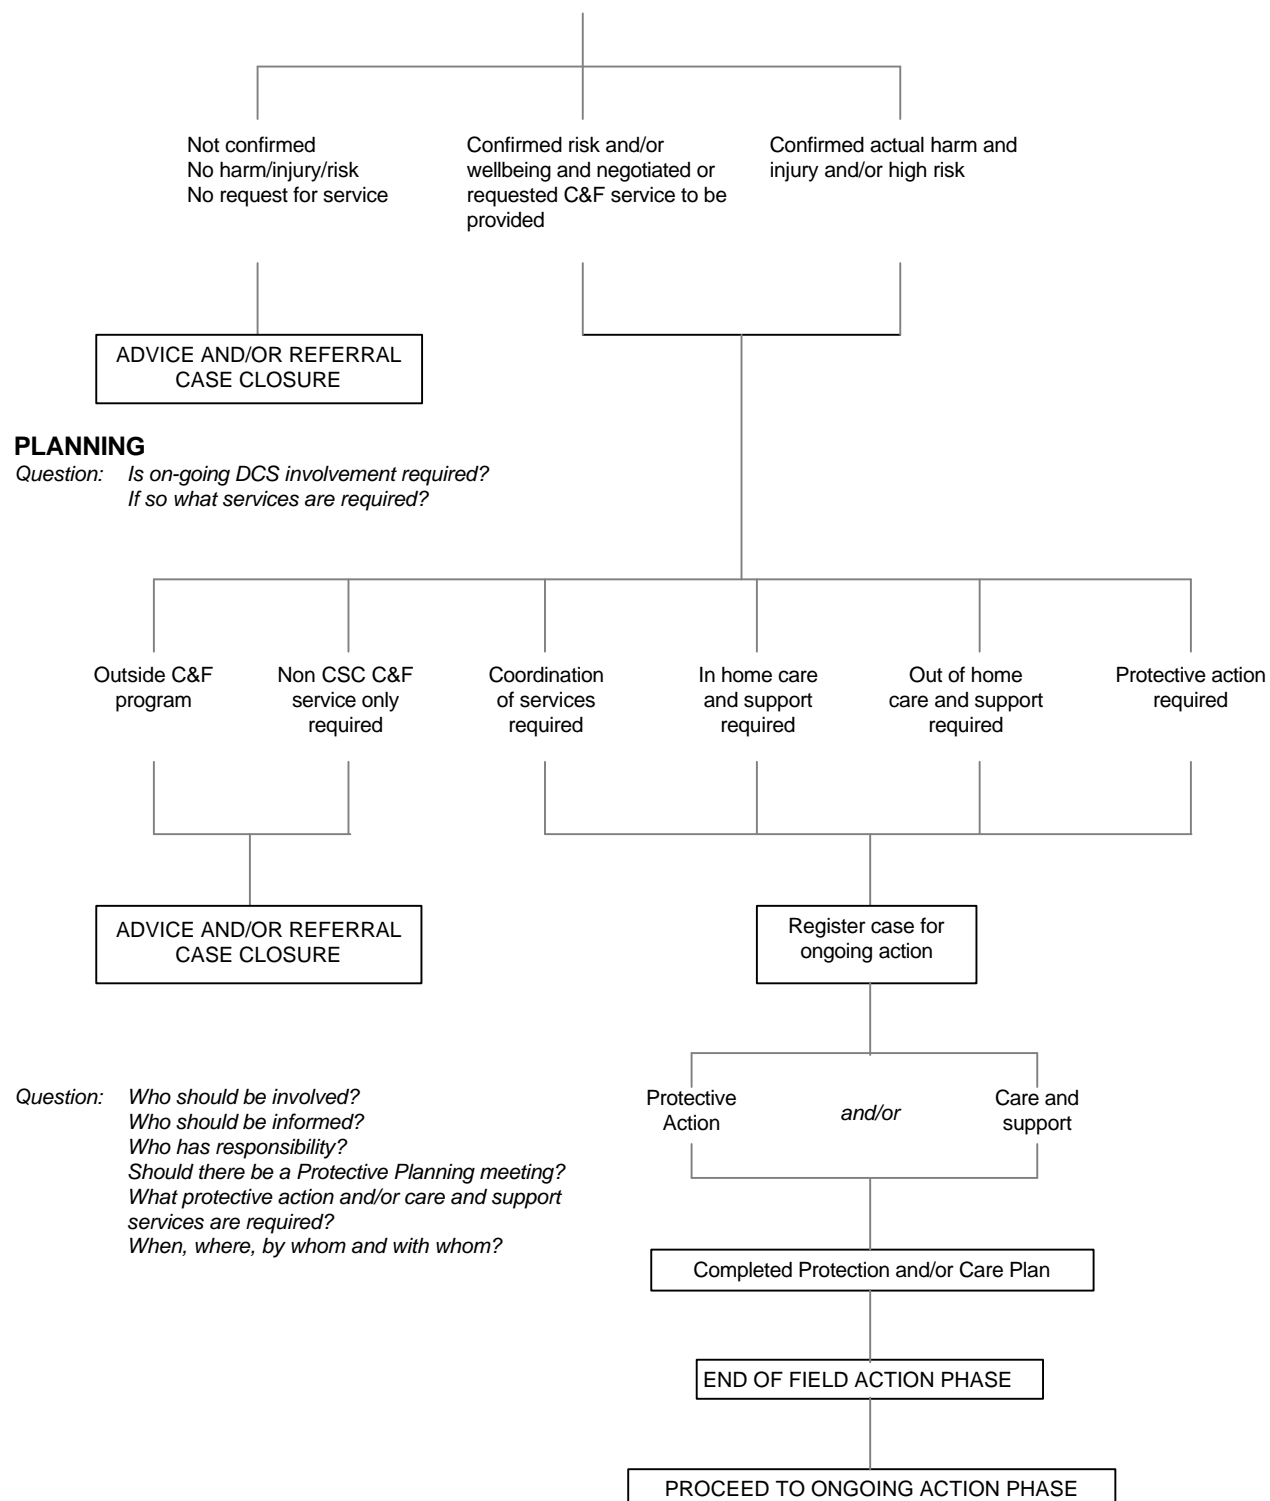 Not confirmed
No harm/injury/risk
No request for service
Confirmed risk and/or
wellbeing and negotiated or
requested C&F service to be
provided
Confirmed actual harm and
injury and/or high risk
ADVICE AND/OR REFERRAL
CASE CLOSURE
PLANNING
Question: Is on-going DCS involvement required?
If so what services are required?
Outside C&F
program
Non CSC C&F
service only
required
Coordination
of services
required
In home care
and support
required
Out of home
care and support
required
Protective action
required
ADVICE AND/OR REFERRAL
CASE CLOSURE
Register case for
ongoing action
Question: Who should be involved?
Who should be informed?
Who has responsibility?
Should there be a Protective Planning meeting?
What protective action and/or care and support
services are required?
When, where, by whom and with whom?
Protective
Action
and/or
Care and
support
Completed Protection and/or Care Plan
END OF FIELD ACTION PHASE
PROCEED TO ONGOING ACTION PHASE